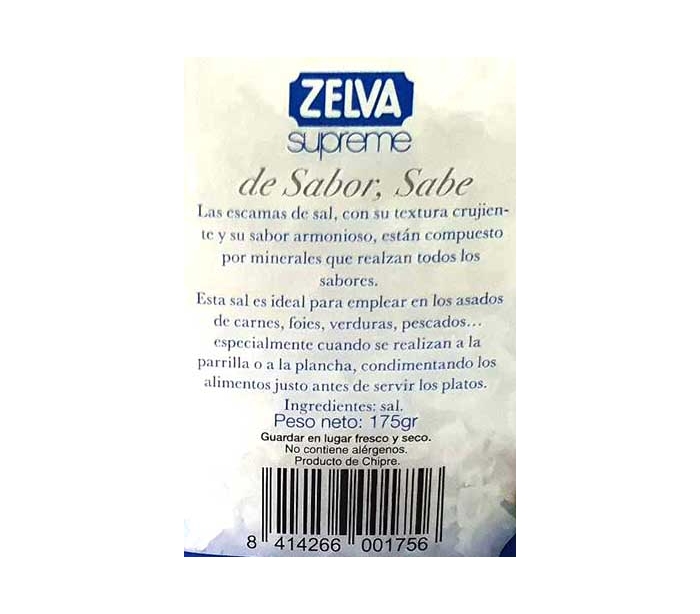 ZELVA
supreme
de Sabor, Sabe
Las escamas de sal, con su textura crujien-
te y su sabor armonioso, están compuesto
por minerales que realzan todos los
sabores.
Esta sal es ideal para emplear en los asados
de carnes, foies, verduras, pescados...
especialmente cuando se realizan a la
parrilla o a la plancha, condimentando los
alimentos justo antes de servir los platos.
Ingredientes: sal.
Peso neto: 175gr
Guardar en lugar fresco y seco.
No contiene alérgenos.
Producto de Chipre.
8 414266 001756